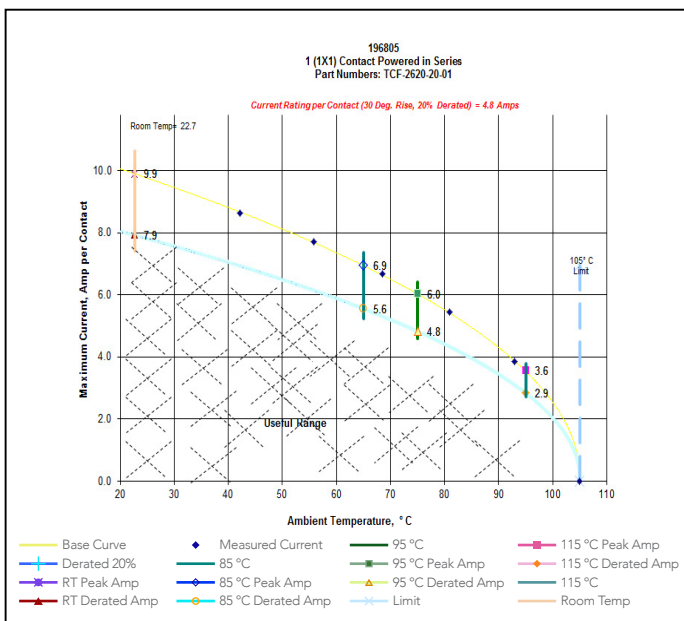 196805
1 (1X1) Contact Powered in Series
Part Numbers: TCF-2620-20-01
Current Rating per Contact (30 Deg. Rise, 20% Derated) = 4.8 Amps
Room Temp= 22.7
10.0
9.9
8.0
7.9
105° C
Limit
6.9
6.0
6.0
5.6
4.8
4.0
3.6
2.9
2.0
Useful Range
0.0
Maximum Current, Amp per Contact
20 30 40 50 60 70 80 90 100 110
Ambient Temperature, ° C
Base Curve Measured Current 95 °C 115 °C Peak Amp
Derated 20% 85 °C 95 °C Peak Amp 115 °C Derated Amp
RT Peak Amp 85 °C Peak Amp 95 °C Derated Amp 115 °C
RT Derated Amp 85 °C Derated Amp Limit Room Temp